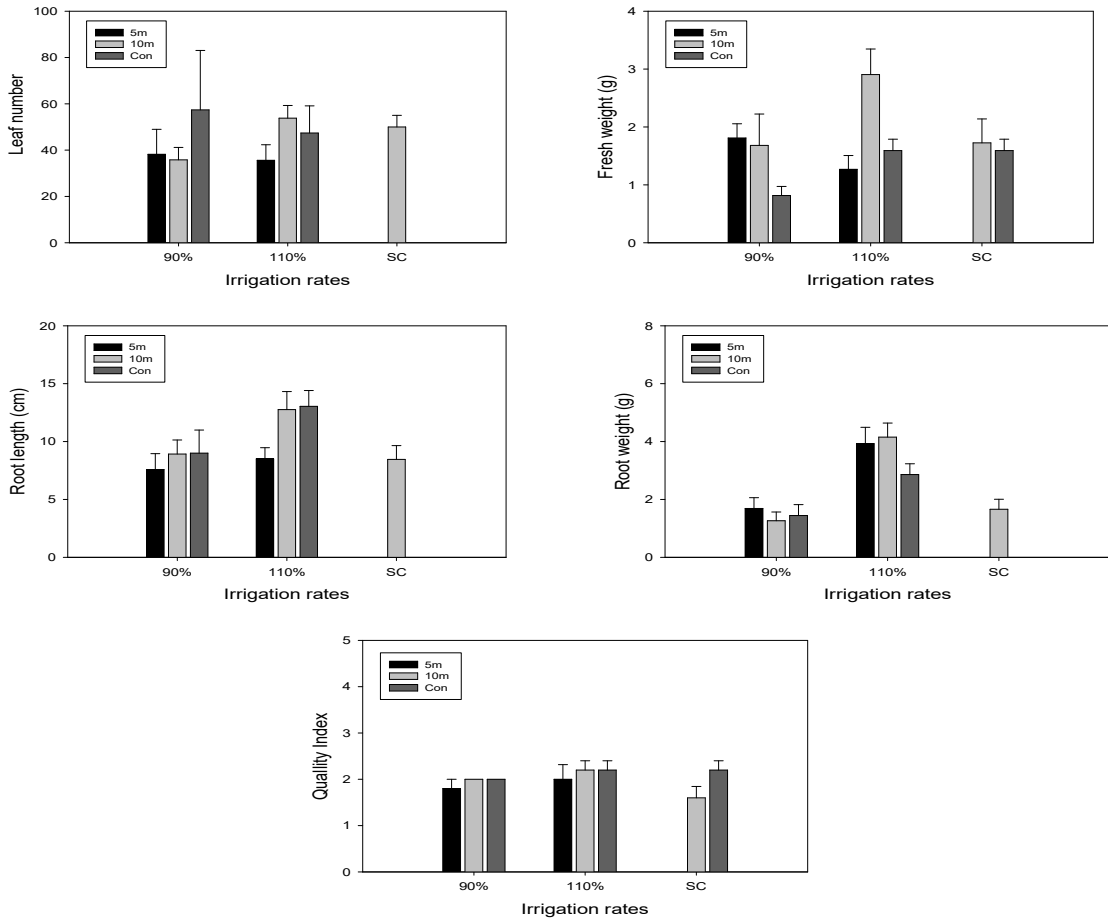 Leaf number
100
80
60
40
20
0
5m
10m
Con
90%
110%
SC
Irrigation rates
Fresh weight (g)
4
3
2
1
0
5m
10m
Con
90%
110%
SC
Irrigation rates
Root length (cm)
20
15
10
5
0
5m
10m
Con
90%
110%
SC
Irrigation rates
Root weight (g)
8
6
4
2
0
5m
10m
Con
90%
110%
SC
Irrigation rates
Quallity Index
5
4
3
2
1
0
5m
10m
Con
90%
110%
SC
Irrigation rates